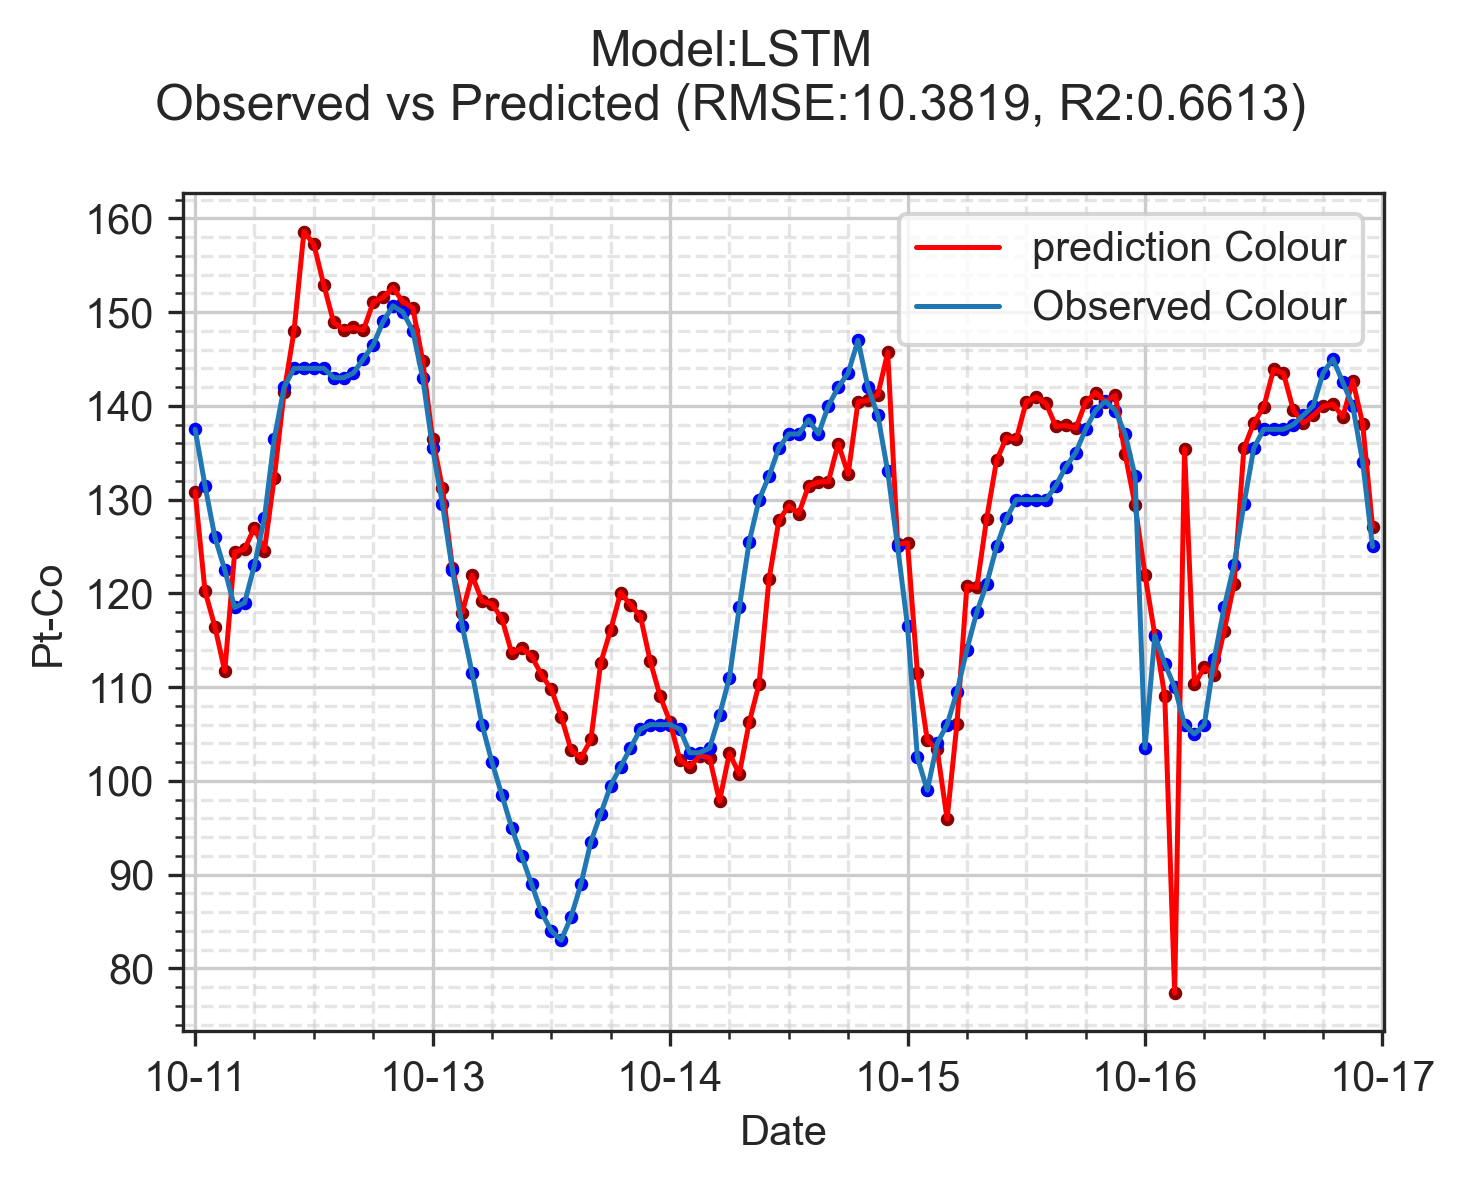 Model:LSTM
Observed vs Predicted (RMSE:10.3819, R2:0.6613)
prediction Colour
Observed Colour
160
150
140
130
120
110
100
90
80
Pt-Co
10-11 10-13 10-14 10-15 10-16 10-17
Date